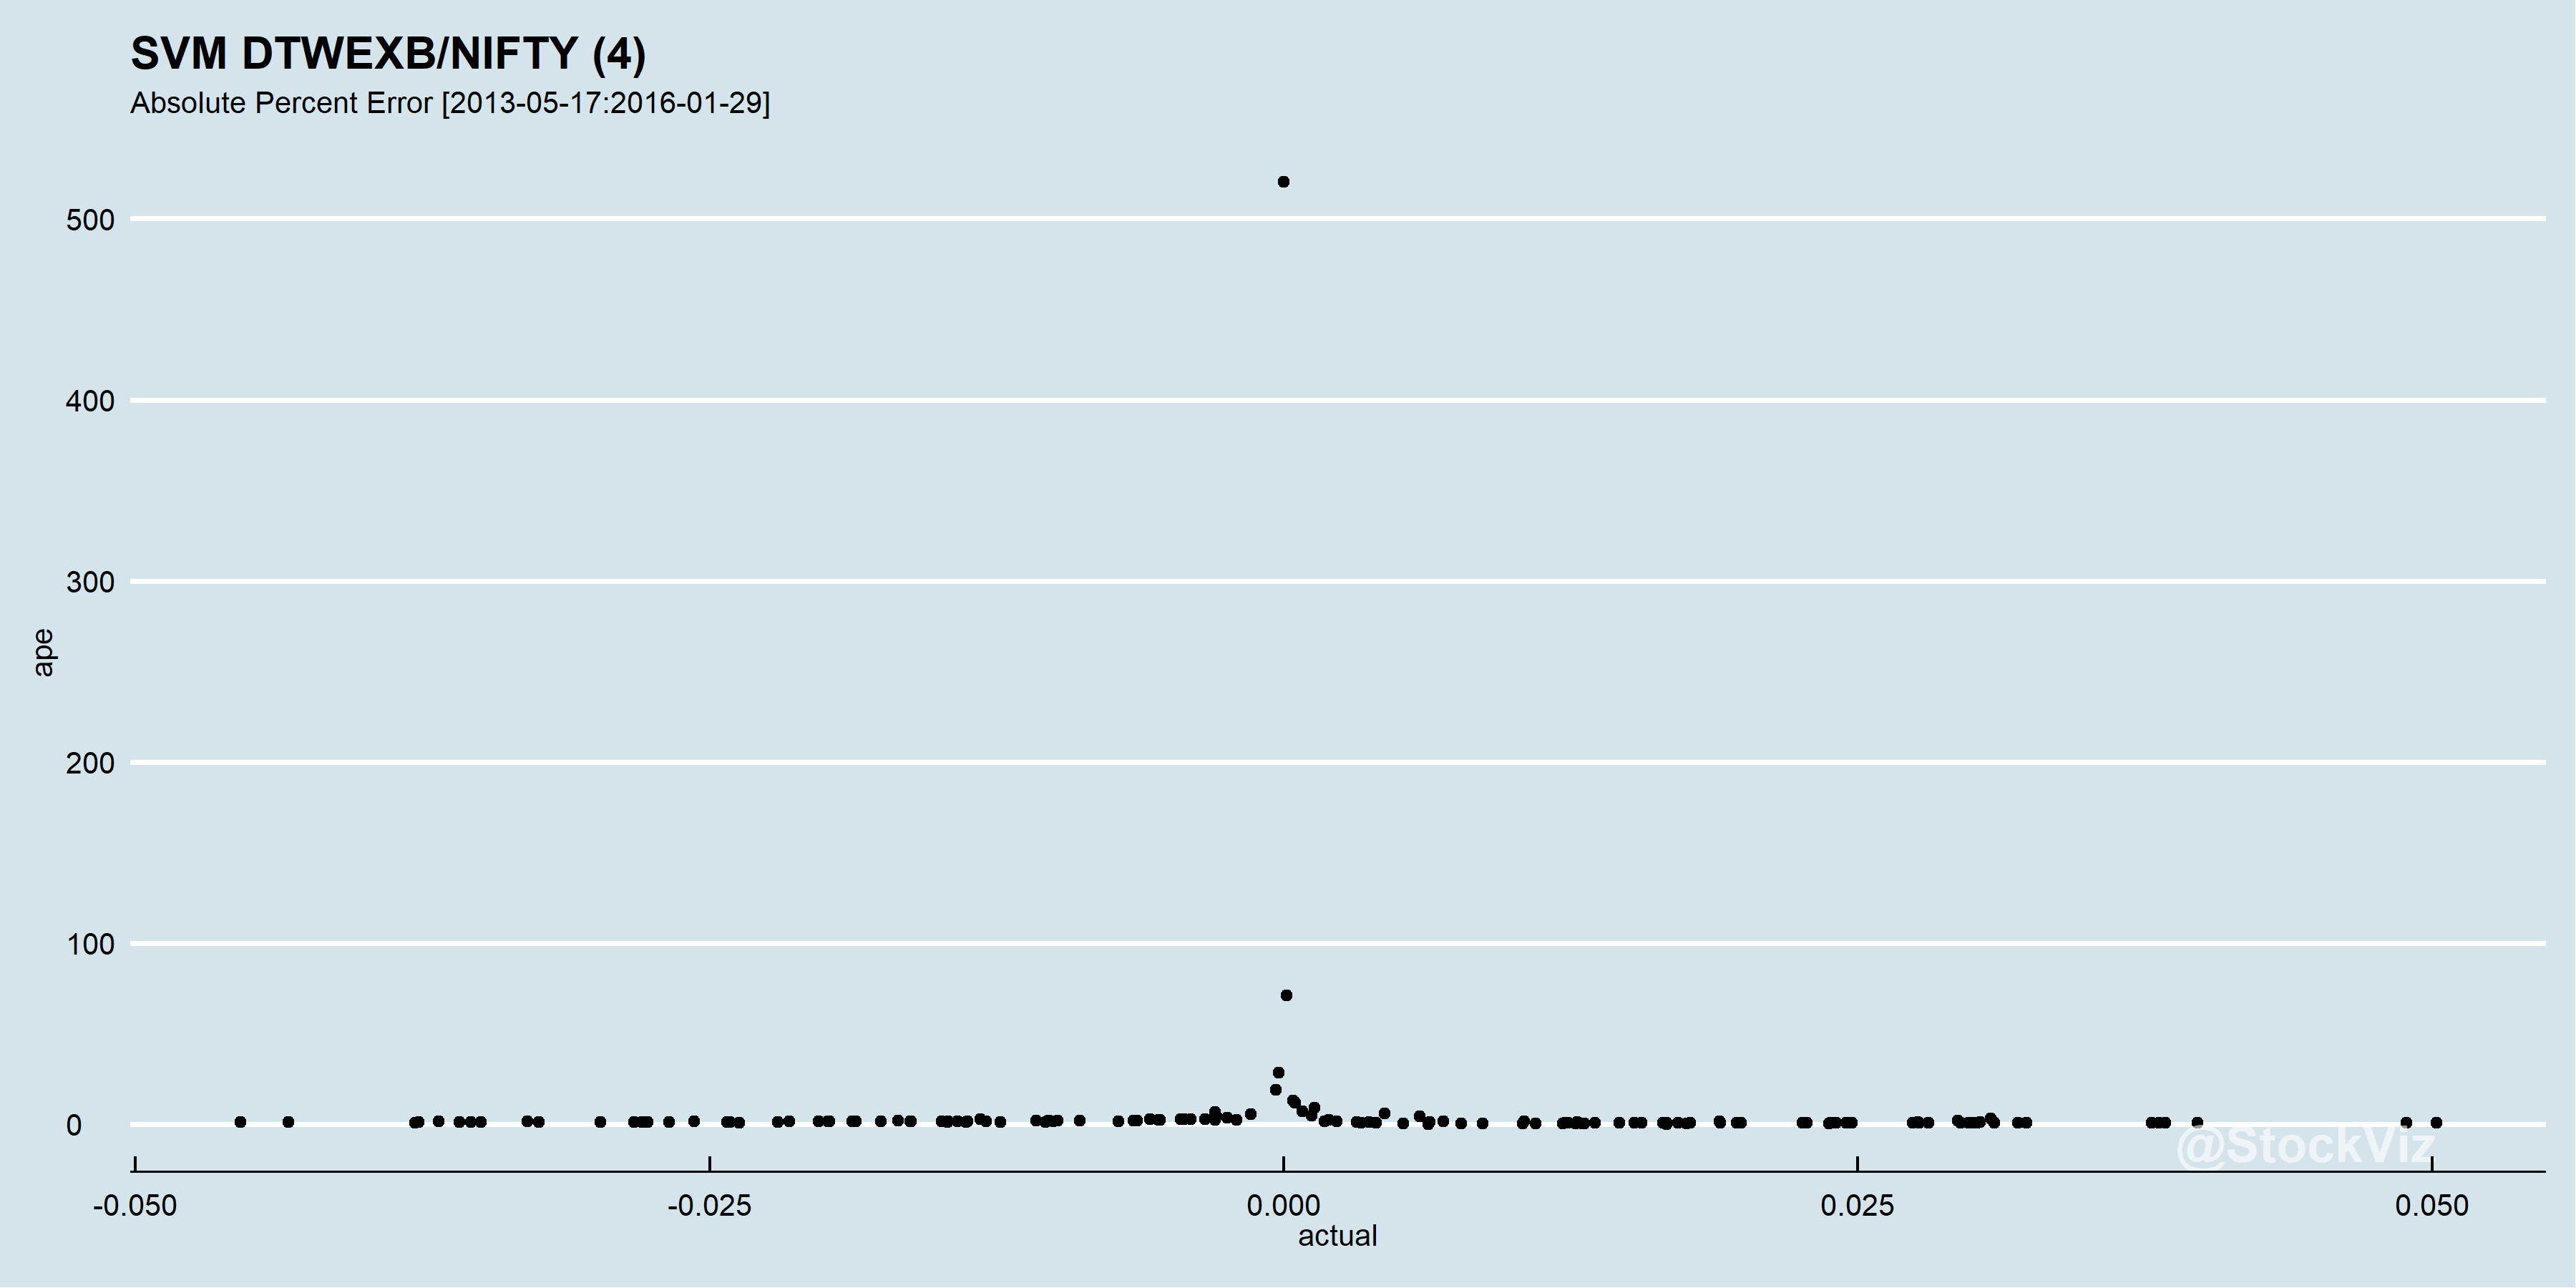 SVM DTWEXB/NIFTY (4)
Absolute Percent Error [2013-05-17:2016-01-29]
500
400
300
200
100
0
ape
-0.050 -0.025 0.000 0.025 0.050
actual
@StockViz